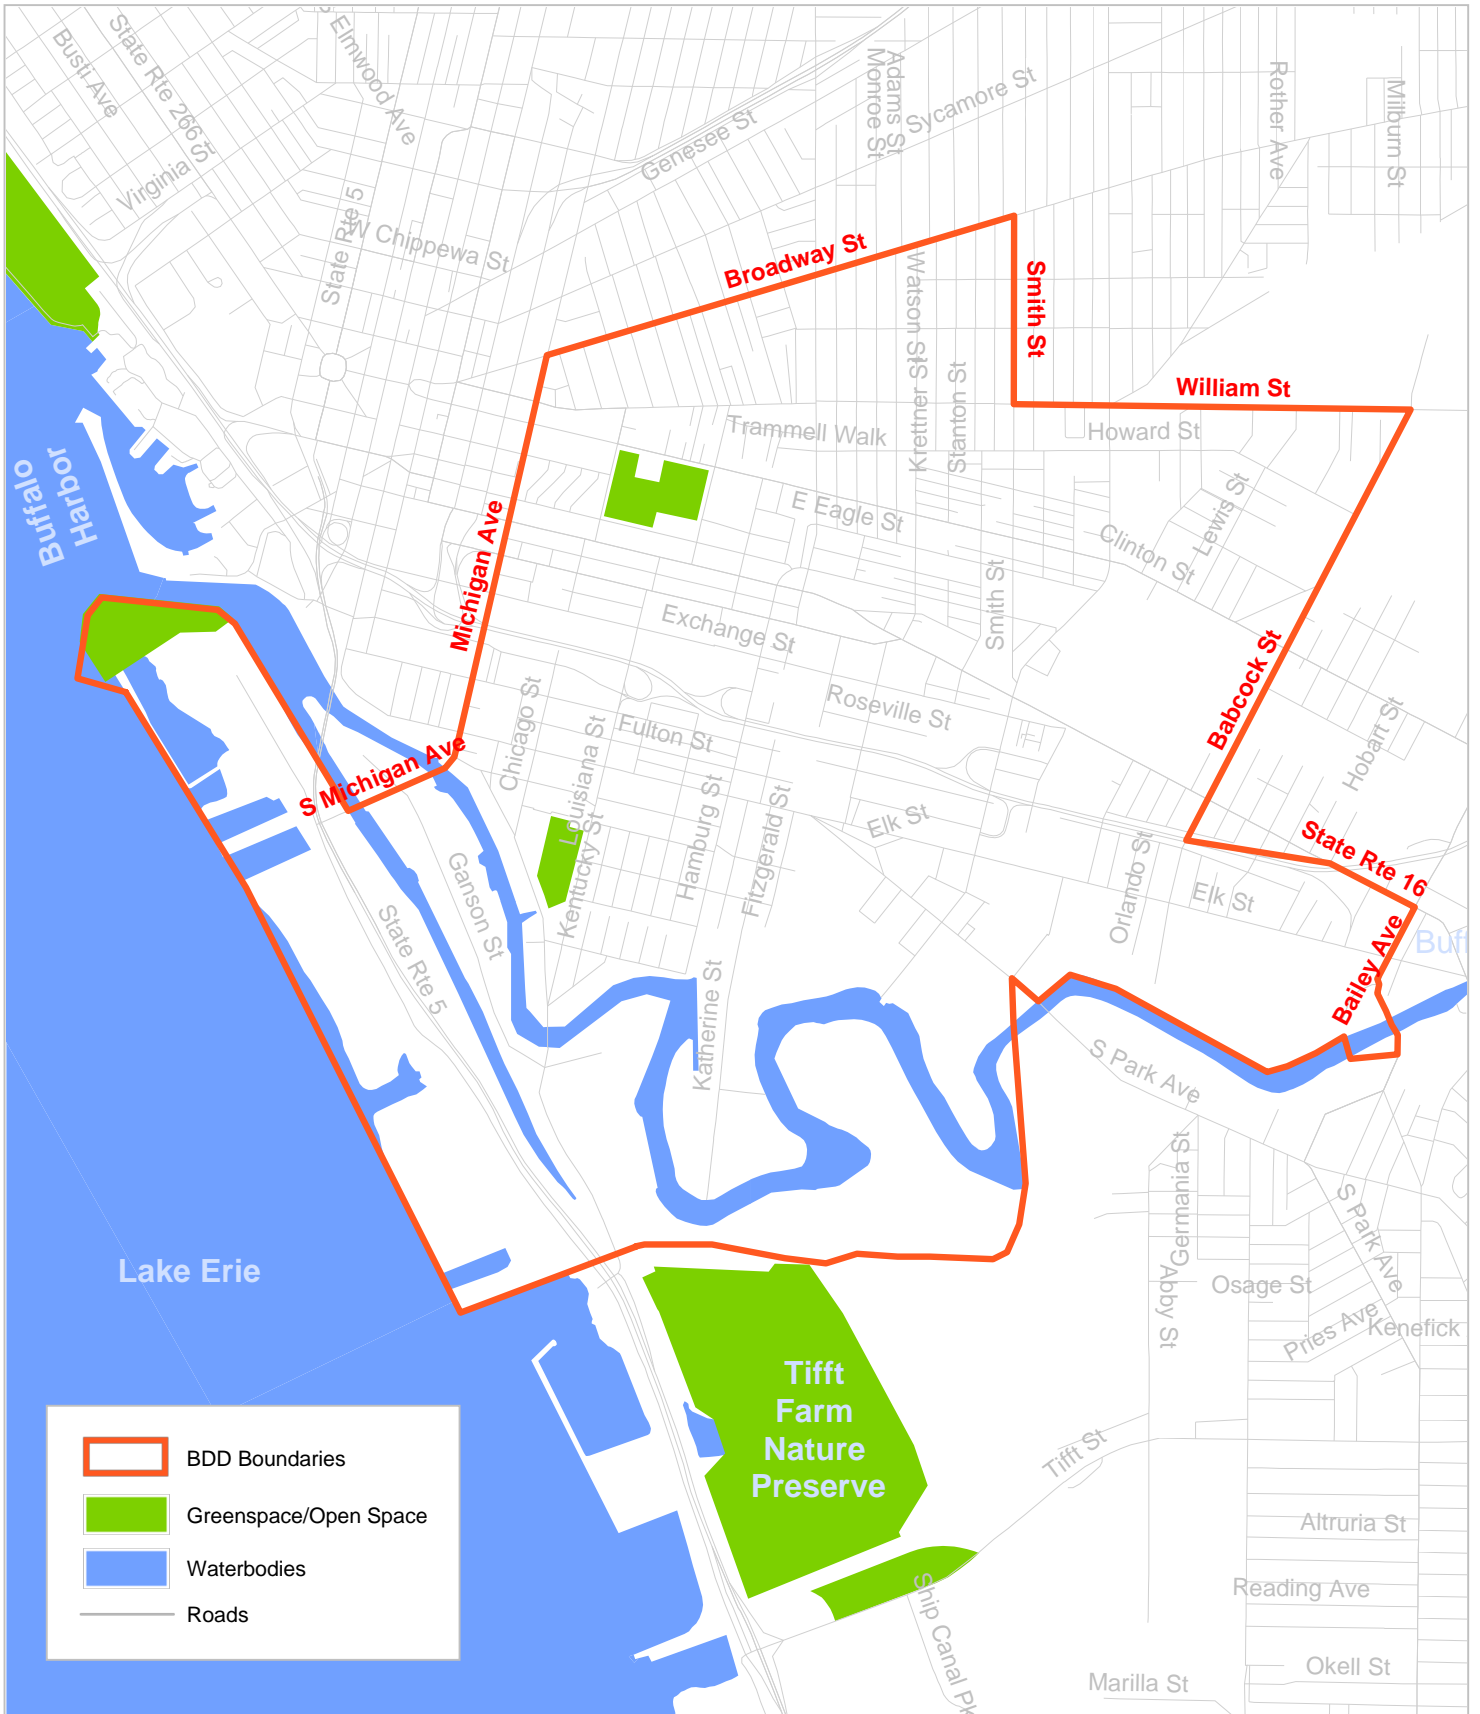 Busti Ave
State Rte 266
St
Virginia St
S Elmwood Ave
State Rte 5
W Chippewa St
Genesee St
Monroe St
Adams St
Sycamore St
Rother Ave
Milburn St
Broadway St
Smith St
Watson St
Krettner St
Stanton St
William St
Trammell Walk
Howard St
Buffalo
Harbor
Michigan Ave
E Eagle St
Clinton St
Lewis St
Smith St
Exchange St
Babcock St
Roseville St
Hobart St
Chicago St
Fulton St
Louisiana St
S Michigan Ave
Hamburg St
Fitzgerald St
Elk St
Kentucky St
Ganson St
Orlando St
State Rte 16
Elk St
Bailey Ave
Buff
State Rte 5
Katherine St
S Park Ave
Germania St
S Park Ave
Lake Erie
Abby St
Osage St
Pries Ave
Kenefick
Tifft
Farm
Nature
Preserve
Tifft St
Altruria St
Reading Ave
Ship Canal Pk
Okell St
Marilla St
BDD Boundaries
Greenspace/Open Space
Waterbodies
Roads